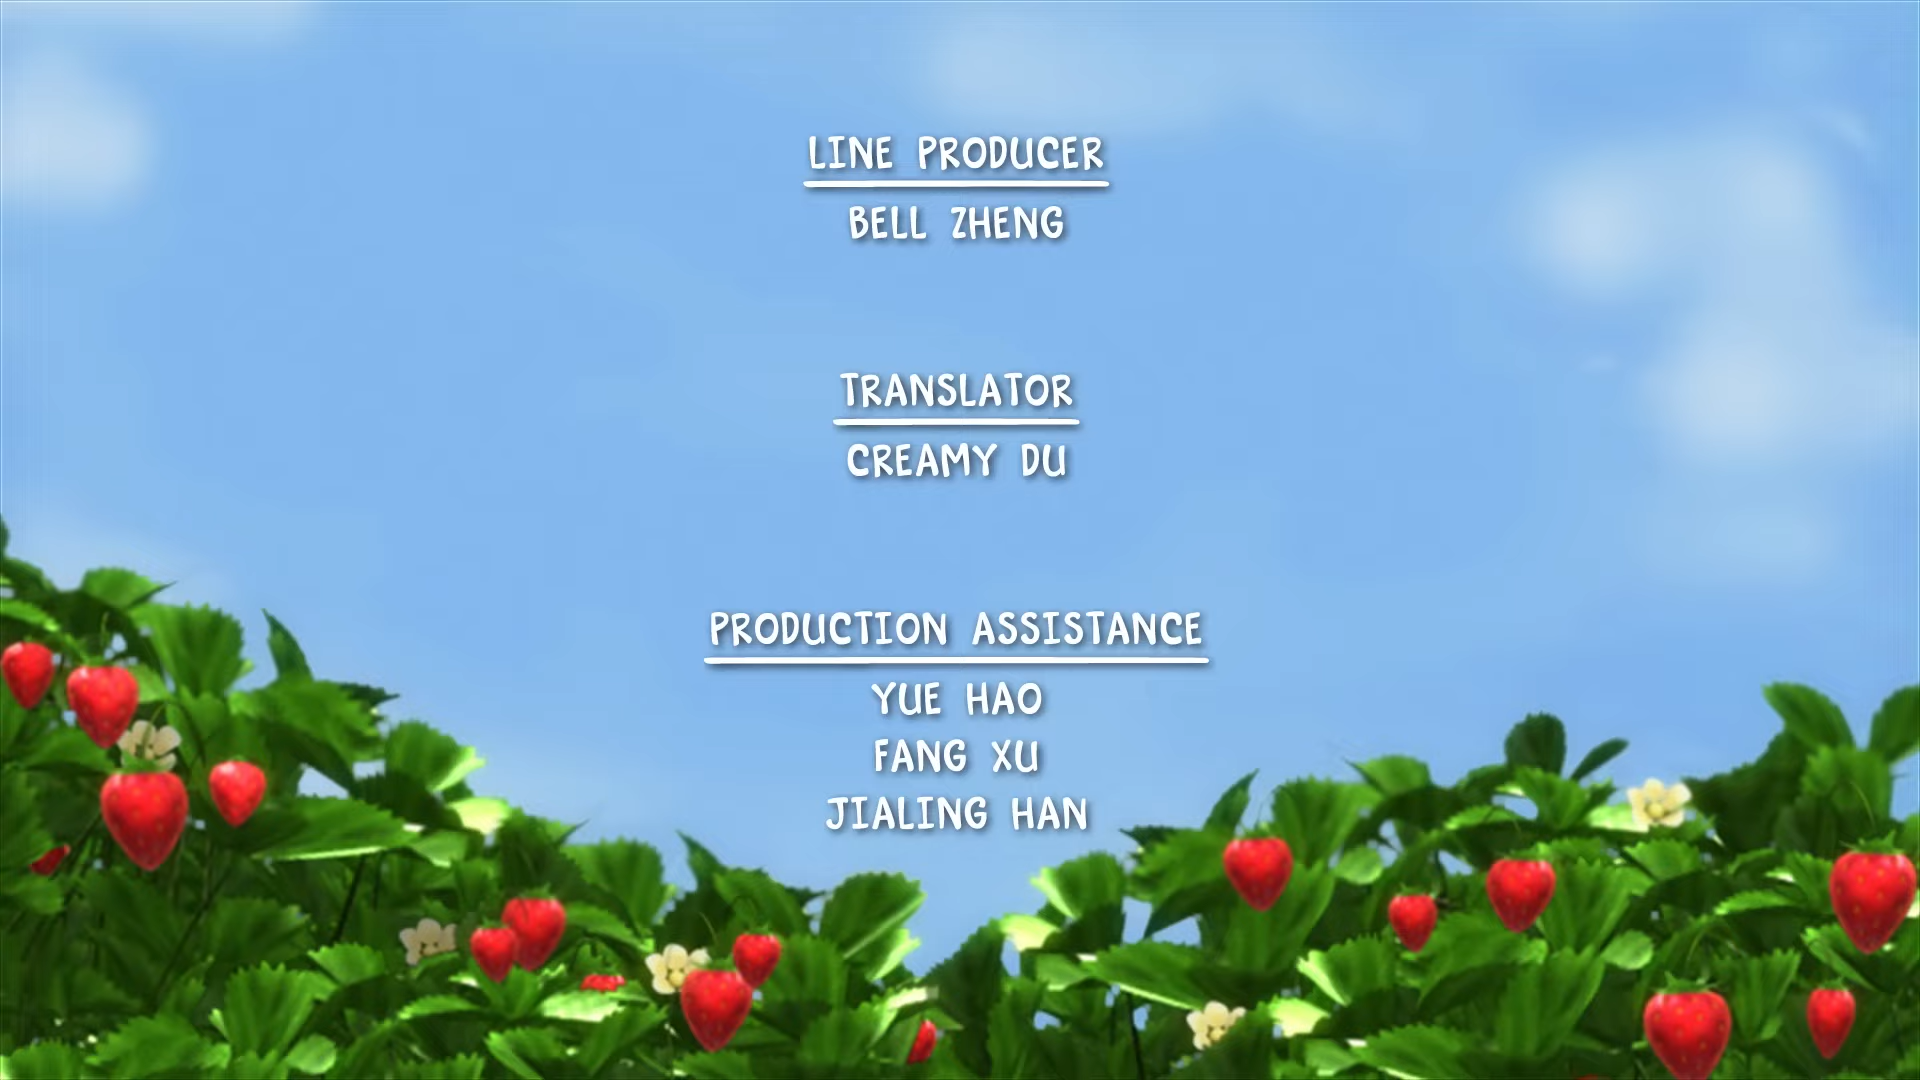 LINE PRODUCER
BELL ZHENG
TRANSLATOR
CREAMY DU
PRODUCTION ASSISTANCE
YUE HAO
FANG XU
JIALING HAN